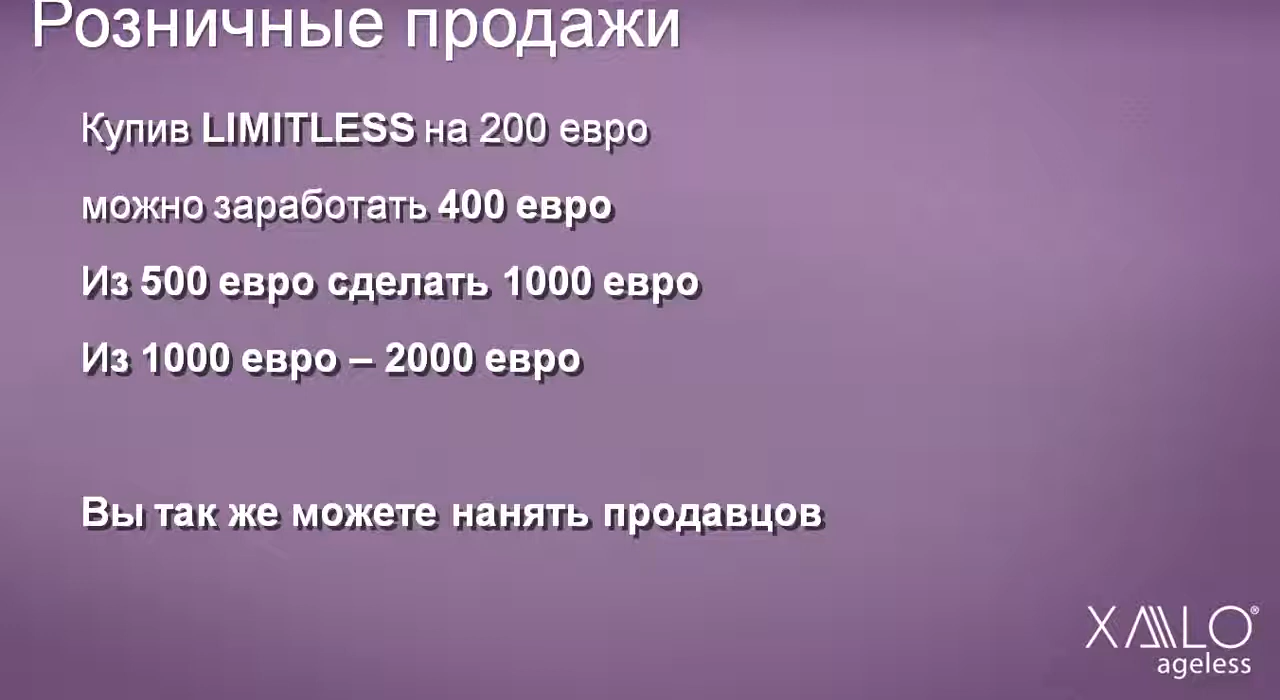 Розничные продажи
Купив LIMITLESS на 200 евро
можно заработать 400 евро
Из 500 евро сделать 1000 евро
Из 1000 евро – 2000 евро
Вы так же можете нанять продавцов
XALO®
ageless